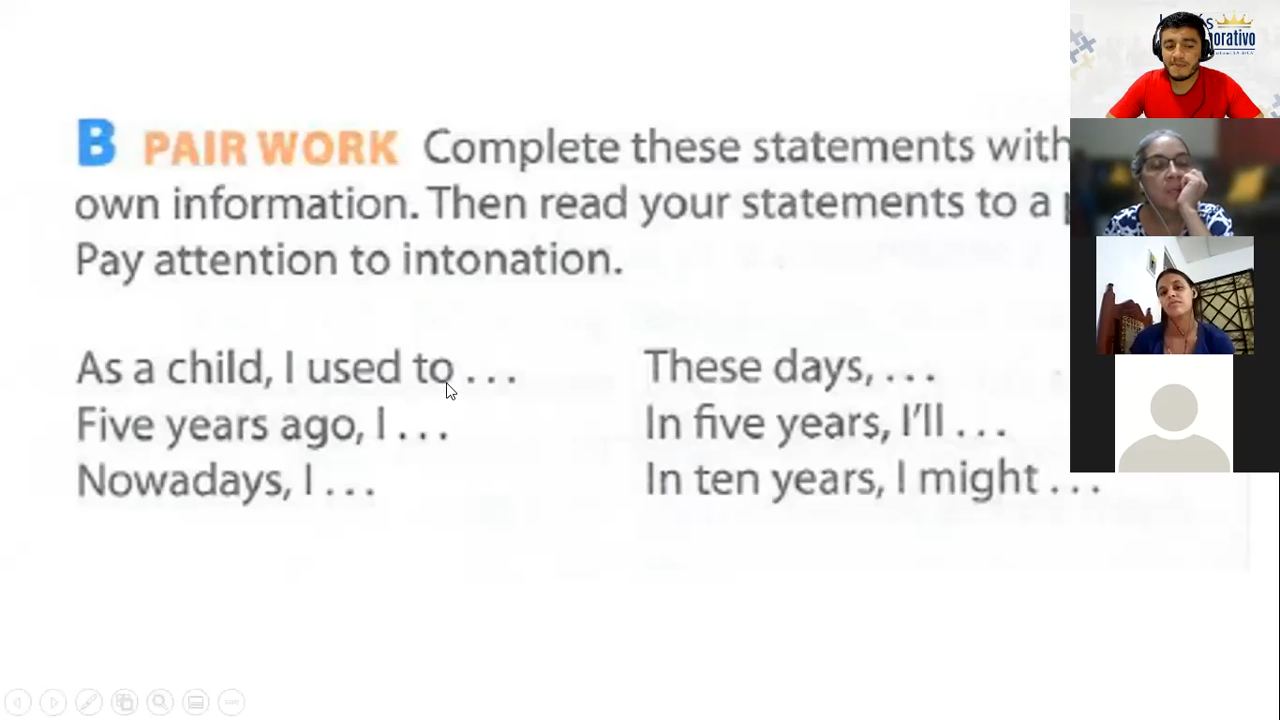 B PAIR WORK Complete these statements with
own information. Then read your statements to a
Pay attention to intonation.
As a child, I used to . . .
Five years ago, I . . .
Nowadays, I . . .
These days, . . .
In five years, I'll . . .
In ten years, I might . . .